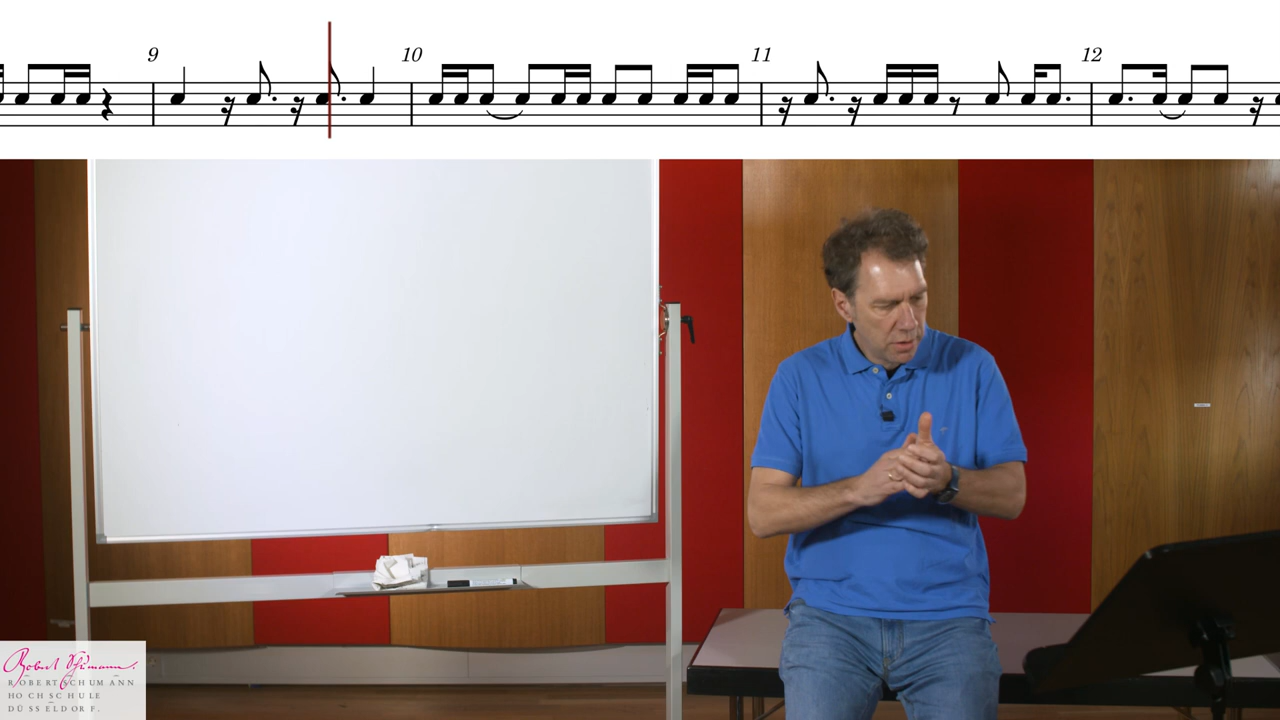 9
10
11
12
Robert Schumann
ROBERT SCHUMANN
HOCHSCHULE
DÜSSELDORF.